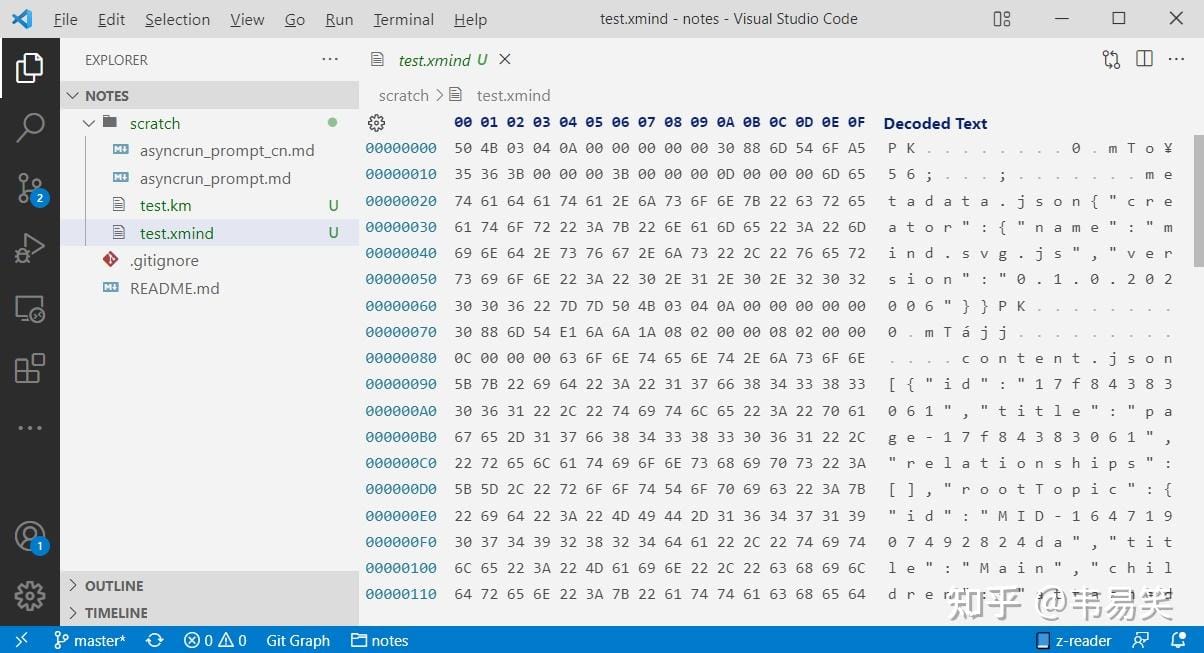 File Edit Selection View Go Run Terminal Help test.xmind - notes - Visual Studio Code
EXPLORER ···
test.xmind U
NOTES
scratch > test.xmind
scratch
asyncrun_prompt_cn.md
asyncrun_prompt.md
test.km U
test.xmind U
.gitignore
README.md
2
1
OUTLINE
TIMELINE
00 01 02 03 04 05 06 07 08 09 0A 0B 0C 0D 0E 0F Decoded Text
00000000 50 4B 03 04 0A 00 00 00 00 00 30 88 6D 54 6F A5 P K . . . . . . . . 0 . m T o ¥
00000010 35 36 3B 00 00 00 3B 00 00 00 0D 00 00 00 6D 65 5 6 ; . . . ; . . . . . . . m e
00000020 74 61 64 61 74 61 2E 6A 73 6F 6E 7B 22 63 72 65 t a d a t a . j s o n { " c r e
00000030 61 74 6F 72 22 3A 7B 22 6E 61 6D 65 22 3A 22 6D a t o r " : { " n a m e " : " m
00000040 69 6E 64 2E 73 76 67 2E 6A 73 22 2C 22 76 65 72 i n d . s v g . j s " , " v e r
00000050 73 69 6F 6E 22 3A 22 30 2E 31 2E 30 2E 32 30 32 s i o n " : " 0 . 1 . 0 . 2 0 2
00000060 30 30 36 22 7D 7D 50 4B 03 04 0A 00 00 00 00 00 0 0 6 " } } P K . . . . . . . .
00000070 30 88 6D 54 E1 6A 6A 1A 08 02 00 00 08 02 00 00 0 . m T á j j . . . . . . . . .
00000080 0C 00 00 00 63 6F 6E 74 65 6E 74 2E 6A 73 6F 6E . . . . c o n t e n t . j s o n
00000090 5B 7B 22 69 64 22 3A 22 31 37 66 38 34 33 38 33 [ { " i d " : " 1 7 f 8 4 3 8 3
000000A0 30 36 31 22 2C 22 74 69 74 6C 65 22 3A 22 70 61 0 6 1 " , " t i t l e " : " p a
000000B0 67 65 2D 31 37 66 38 34 33 38 33 30 36 31 22 2C g e - 1 7 f 8 4 3 8 3 0 6 1 " ,
000000C0 22 72 65 6C 61 74 69 6F 6E 73 68 69 70 73 22 3A " r e l a t i o n s h i p s " :
000000D0 5B 5D 2C 22 72 6F 6F 74 54 6F 70 69 63 22 3A 7B [ ] , " r o o t T o p i c " : {
000000E0 22 69 64 22 3A 22 4D 49 44 2D 31 36 34 37 31 39 " i d " : " M I D - 1 6 4 7 1 9
000000F0 30 37 34 39 32 38 32 34 64 61 22 2C 22 74 69 74 0 7 4 9 2 8 2 4 d a " , " t i t
00000100 6C 65 22 3A 22 4D 61 69 6E 22 2C 22 63 68 69 6C l e " : " M a i n " , " c h i l
00000110 64 72 65 6E 22 3A 7B 22 61 74 74 61 63 68 65 64 d r e n " : { " a t t a c h e d
知乎 @韦易笑
master* 0 0 Git Graph notes z-reader